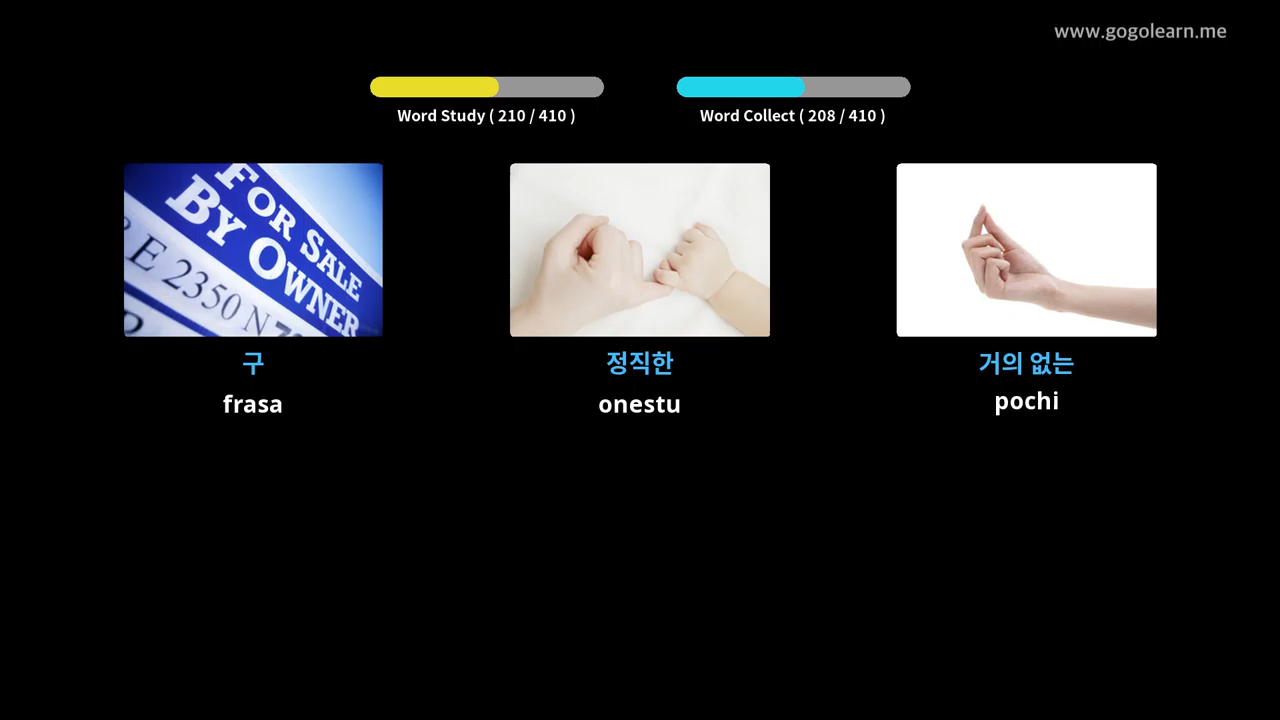 www.gogolearn.me
Word Study ( 210 / 410 )
Word Collect ( 208 / 410 )
FOR SALE
BY OWNER
E 2350 N
구
정직한
거의 없는
frasa
onestu
pochi